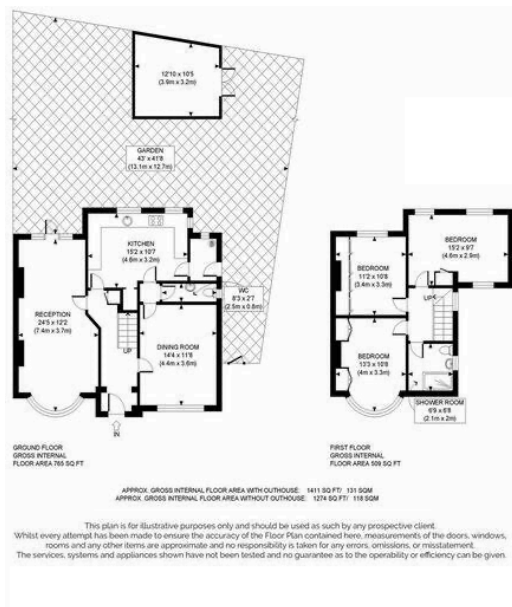 12'10 x 10'5
(3.9m x 3.2m)
GARDEN
43' x 41'8
(13.1m x 12.7m)
KITCHEN
15'2 x 10'7
(4.6m x 3.2m)
WC
8'3 x 2'7
(2.5m x 0.8m)
RECEPTION
24'5 x 12'2
(7.4m x 3.7m)
UP
DINING ROOM
14'4 x 11'8
(4.4m x 3.6m)
IN
BEDROOM
15'2 x 9'7
(4.6m x 2.9m)
BEDROOM
11'2 x 10'8
(3.4m x 3.3m)
UP
BEDROOM
13'3 x 10'8
(4m x 3.3m)
SHOWER ROOM
6'9 x 6'8
(2.1m x 2m)
GROUND FLOOR
GROSS INTERNAL
FLOOR AREA 765 SQ FT
FIRST FLOOR
GROSS INTERNAL
FLOOR AREA 509 SQ FT
APPROX. GROSS INTERNAL FLOOR AREA WITH OUTHOUSE: 1411 SQ FT/ 131 SQM
APPROX. GROSS INTERNAL FLOOR AREA WITHOUT OUTHOUSE: 1274 SQ FT/ 118 SQM
This plan is for illustrative purposes only and should be used as such by any prospective client.
Whilst every attempt has been made to ensure the accuracy of the Floor Plan contained here, measurements of the doors, windows,
rooms and any other items are approximate and no responsibility is taken for any errors, omissions, or misstatement.
The services, systems and appliances shown have not been tested and no guarantee as to the operability or efficiency can be given.